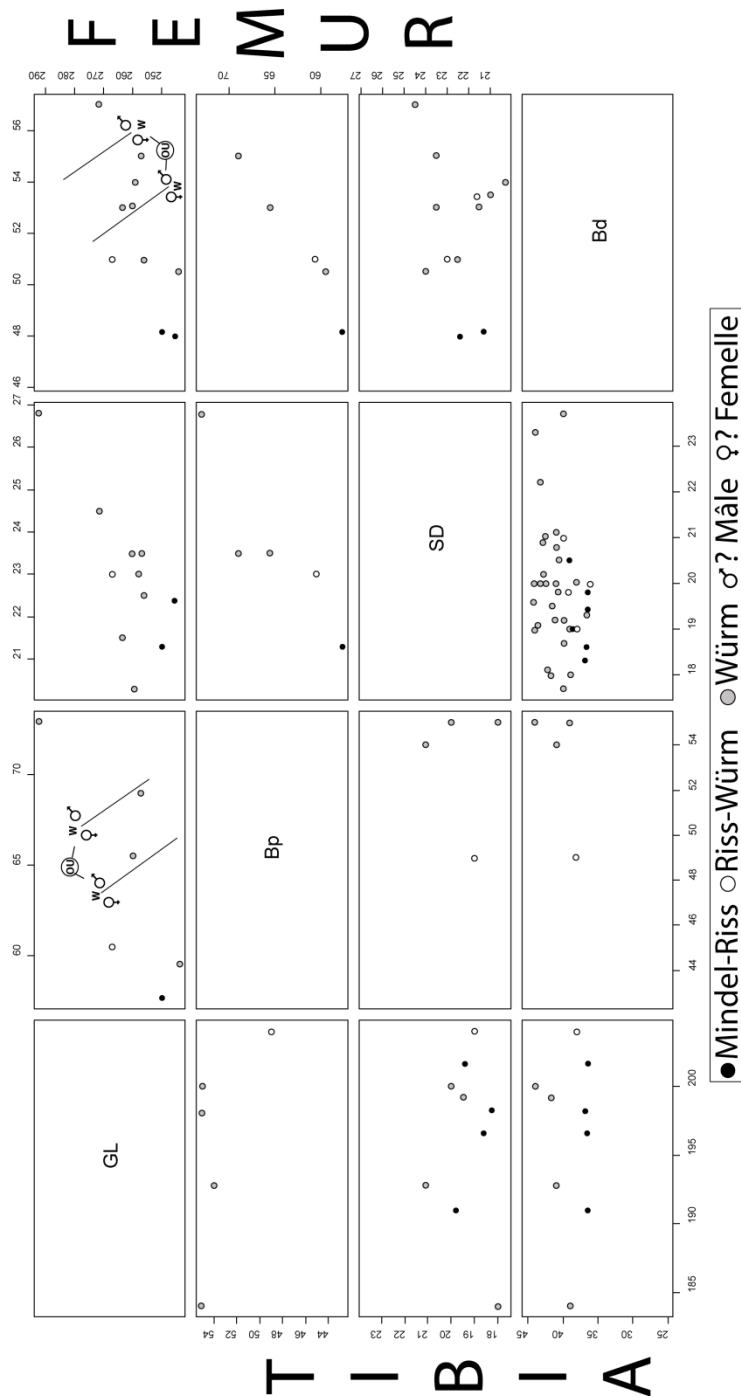 FEMUR
290 280 270 260 250
70 65 60
27 26 25 24 23 22 21
60 65 70
21 22 23 24 25 26 27
46 48 50 52 54 56
GL
W OU W
W OU W
Bp
SD
Bd
54 52 50 48 46 44
23 22 21 20 19 18
45 40 35 30 25
185 190 195 200
44 48 50 52 54
18 19 20 21 22 23
TIBIA
Mindel-Riss Riss-Würm Würm ♂? Mâle ♀? Femelle